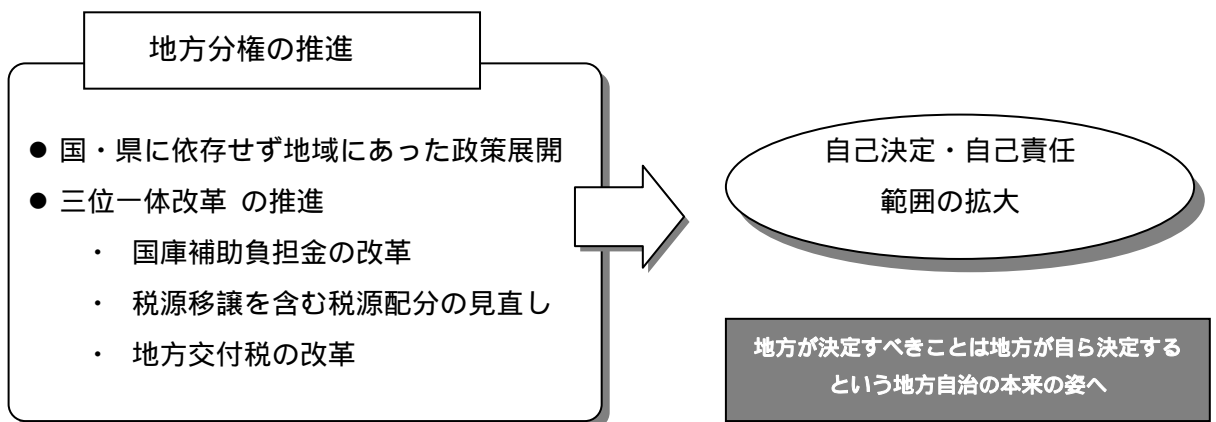 地方分権の推進
● 国・県に依存せず地域にあった政策展開
● 三位一体改革 の推進
・ 国庫補助負担金の改革
・ 税源移譲を含む税源配分の見直し
・ 地方交付税の改革
自己決定・自己責任
範囲の拡大
地方が決定すべきことは地方が自ら決定する
という地方自治の本来の姿へ